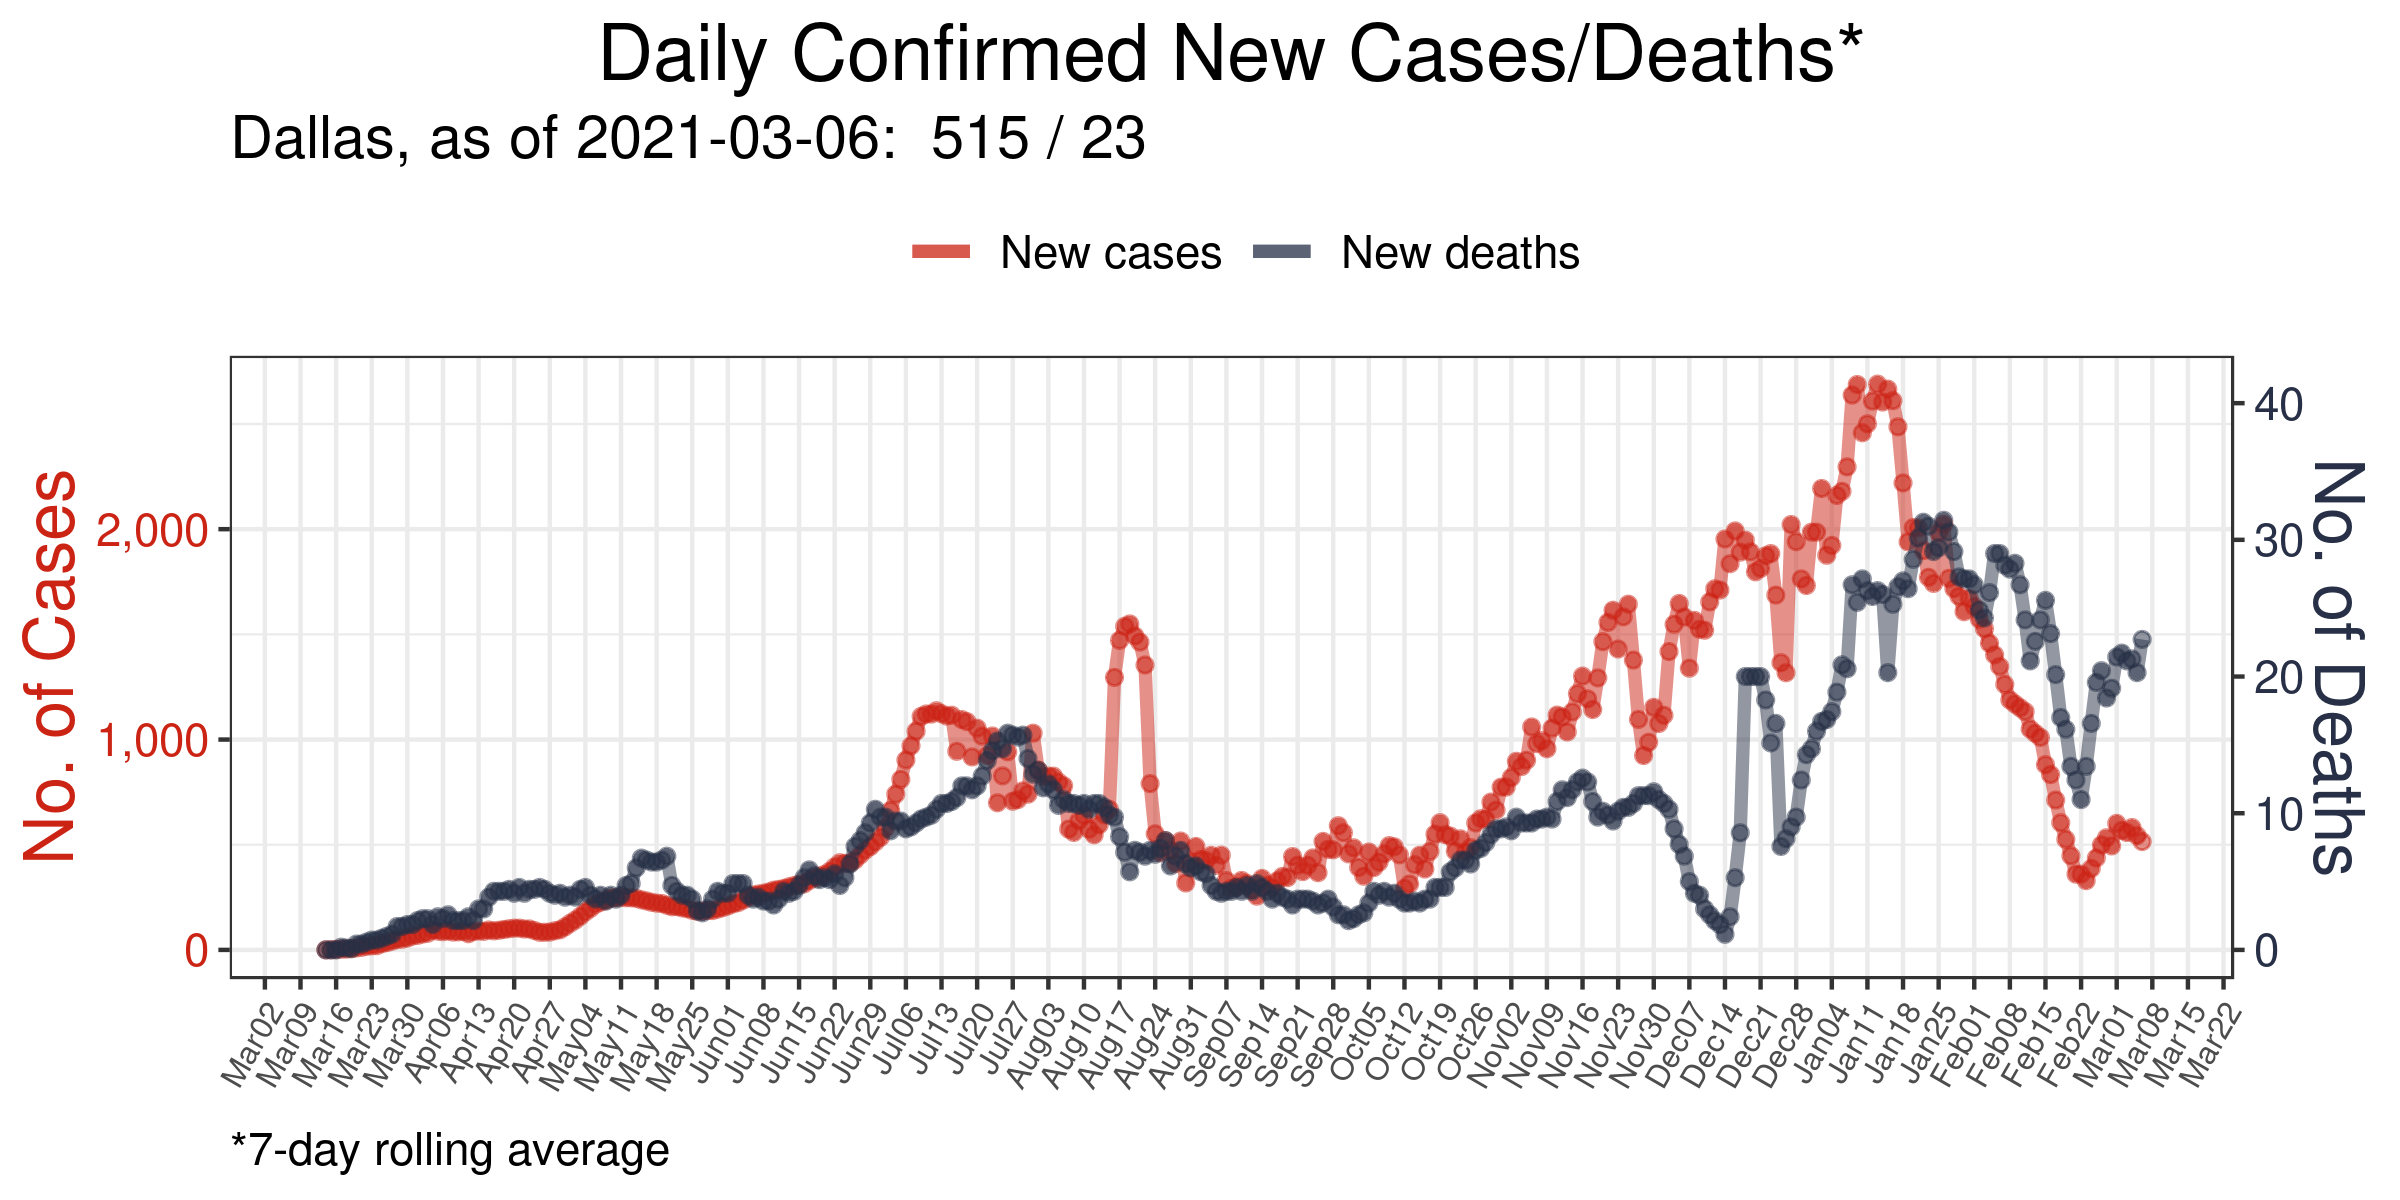 Daily Confirmed New Cases/Deaths*
Dallas, as of 2021-03-06:  515 / 23
New cases
New deaths
No. of Cases
2,000
1,000
0
No. of Deaths
40
30
20
10
0
Mar02
Mar09
Mar16
Mar23
Mar30
Apr06
Apr13
Apr20
Apr27
May04
May11
May18
May25
Jun01
Jun08
Jun15
Jun22
Jun29
Jul06
Jul13
Jul20
Jul27
Aug03
Aug10
Aug17
Aug24
Aug31
Sep07
Sep14
Sep21
Sep28
Oct05
Oct12
Oct19
Oct26
Nov02
Nov09
Nov16
Nov23
Nov30
Dec07
Dec14
Dec21
Dec28
Jan04
Jan11
Jan18
Jan25
Feb01
Feb08
Feb15
Feb22
Mar01
Mar08
Mar15
Mar22
*7-day rolling average